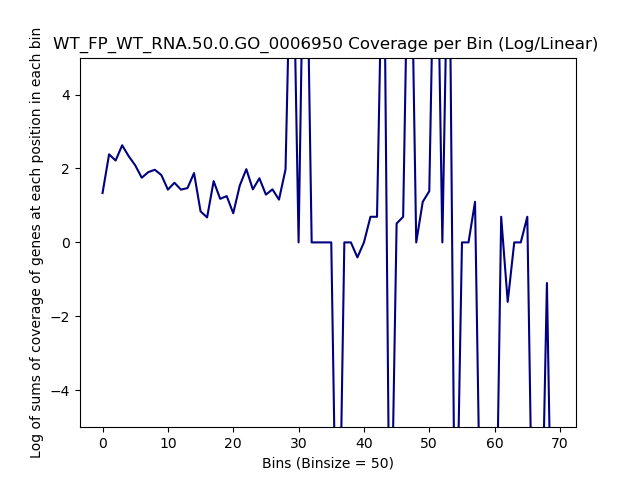 WT_FP_WT_RNA.50.0.GO_0006950 Coverage per Bin (Log/Linear)
Log of sums of coverage of genes at each position in each bin
4
2
0
−2
−4
0 10 20 30 40 50 60 70
Bins (Binsize = 50)